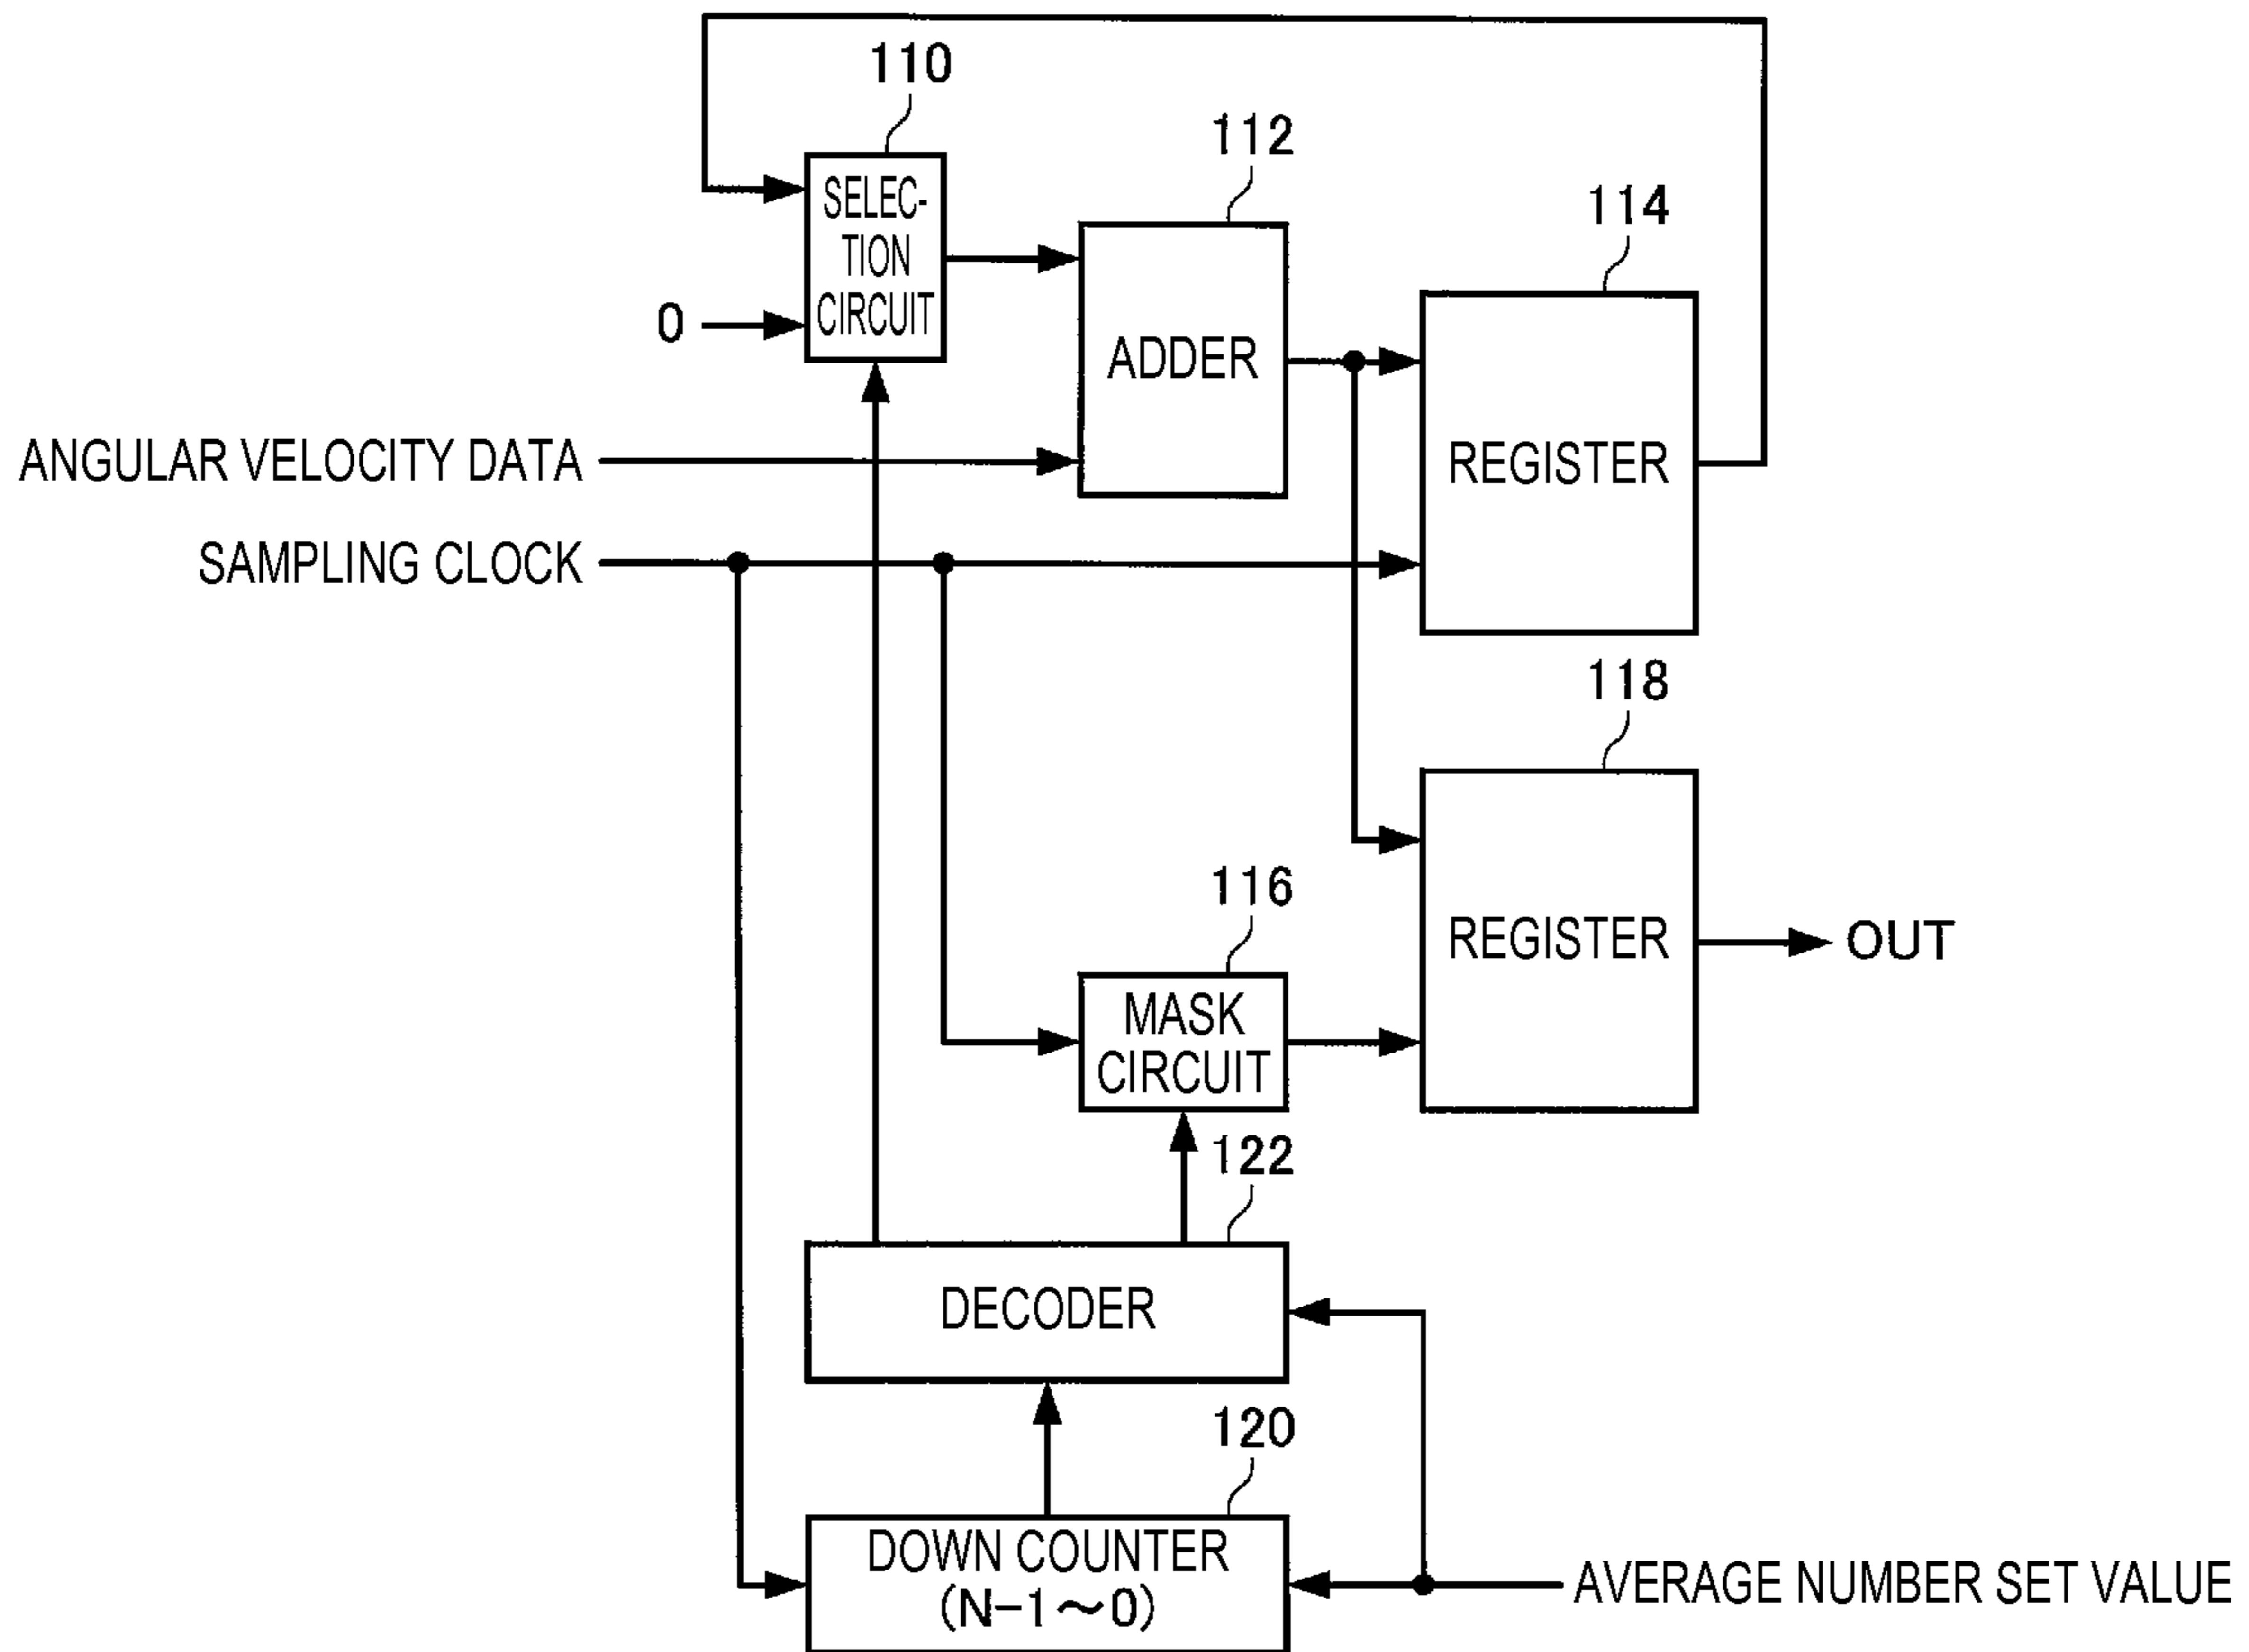 110
SELEC-
TION
CIRCUIT
0
112
ADDER
114
REGISTER
ANGULAR VELOCITY DATA
SAMPLING CLOCK
118
REGISTER
OUT
116
MASK
CIRCUIT
122
DECODER
120
DOWN COUNTER
(N-1～0)
AVERAGE NUMBER SET VALUE